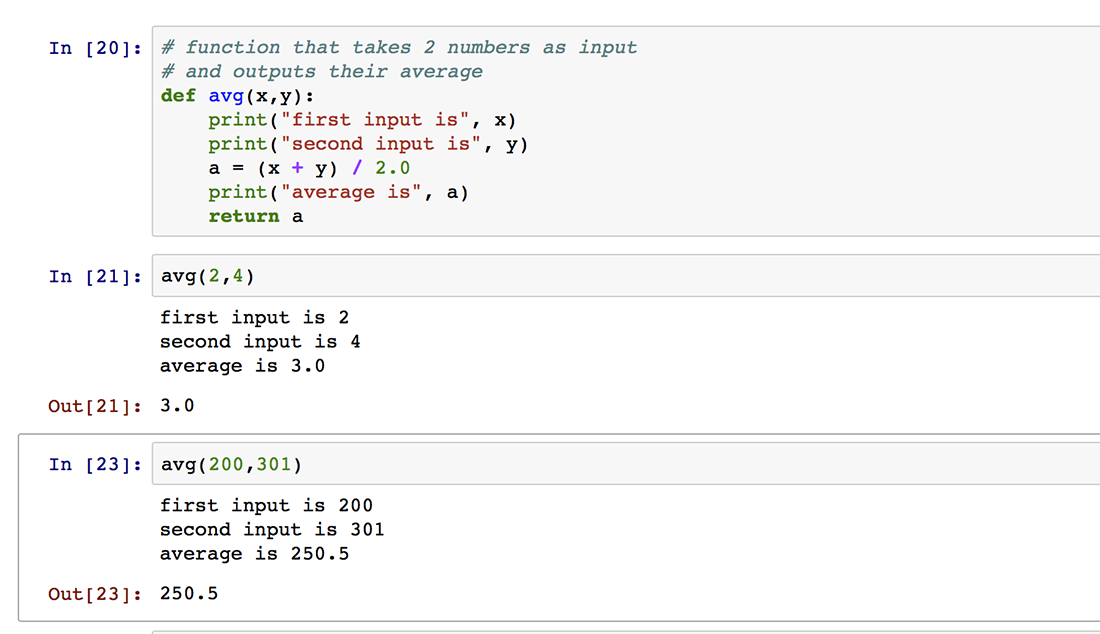 In [20]: # function that takes 2 numbers as input
# and outputs their average
def avg(x,y):
    print("first input is", x)
    print("second input is", y)
    a = (x + y) / 2.0
    print("average is", a)
    return a
In [21]: avg(2,4)
first input is 2
second input is 4
average is 3.0
Out[21]: 3.0
In [23]: avg(200,301)
first input is 200
second input is 301
average is 250.5
Out[23]: 250.5